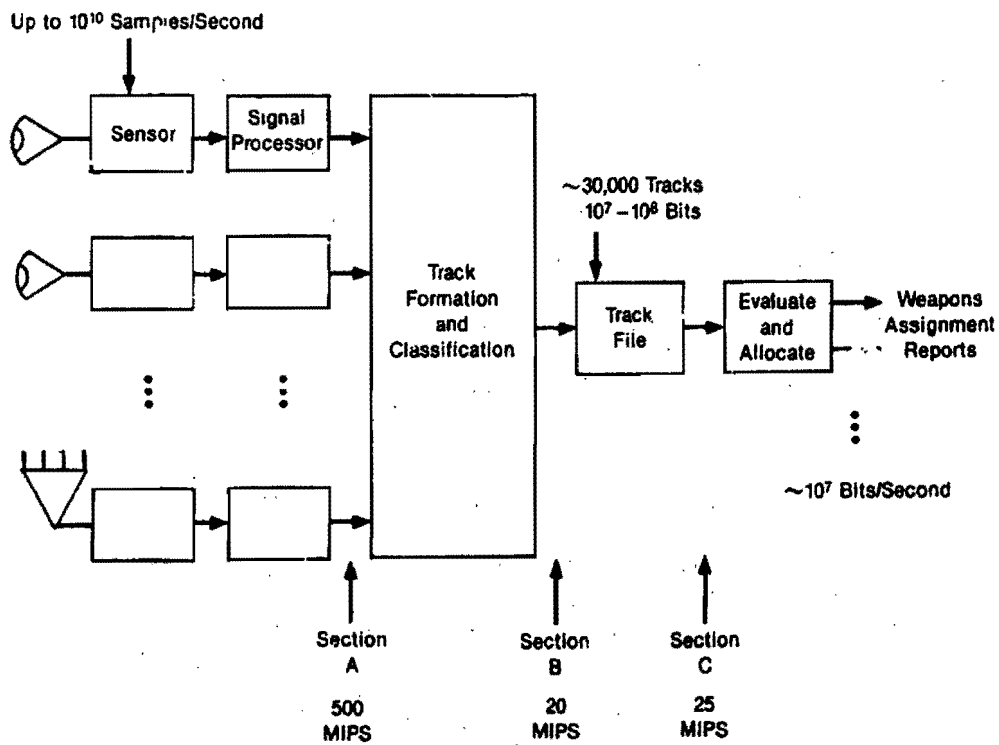 Up to 10¹⁰ Samples/Second
Sensor
Signal
Processor
Track
Formation
and
Classification
~30,000 Tracks
10⁷ – 10⁸ Bits
Track
File
Evaluate
and
Allocate
Weapons
Assignment
Reports
~10⁷ Bits/Second
Section
A
500
MIPS
Section
B
20
MIPS
Section
C
25
MIPS